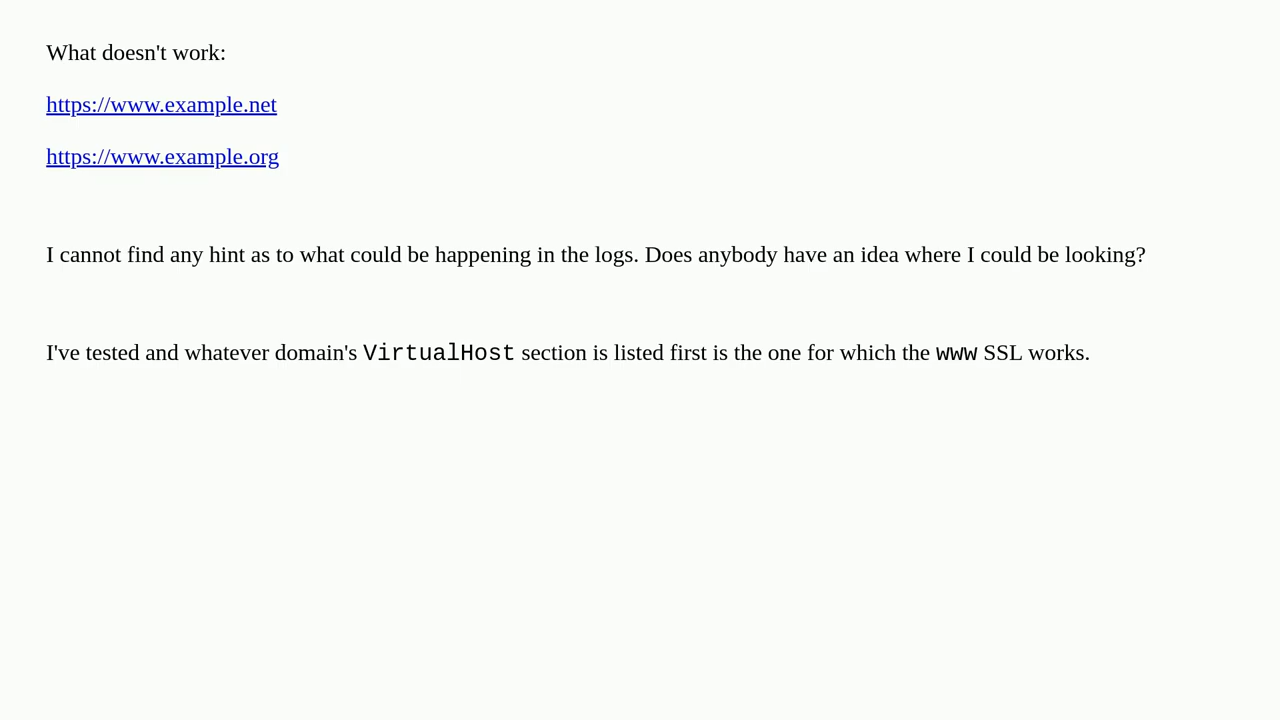 What doesn't work:
https://www.example.net
https://www.example.org
I cannot find any hint as to what could be happening in the logs. Does anybody have an idea where I could be looking?
I've tested and whatever domain's VirtualHost section is listed first is the one for which the www SSL works.